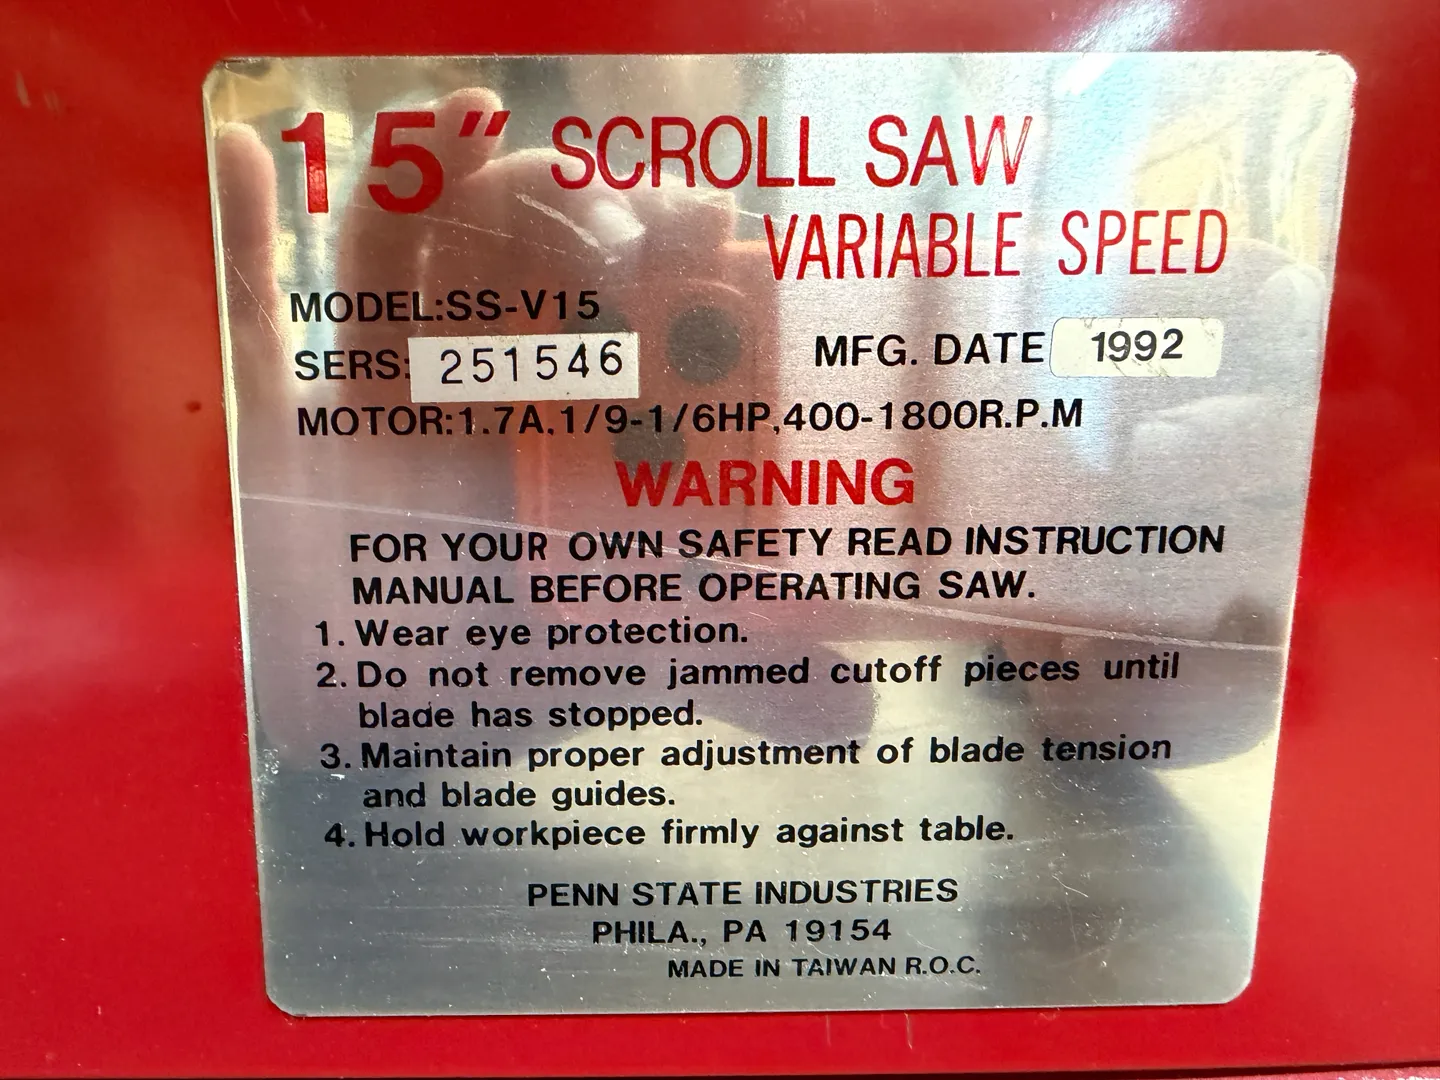 15" SCROLL SAW
VARIABLE SPEED
MODEL:SS-V15
SERS: 251546 MFG. DATE 1992
MOTOR:1.7A,1/9-1/6HP,400-1800R.P.M
WARNING
FOR YOUR OWN SAFETY READ INSTRUCTION
MANUAL BEFORE OPERATING SAW.
1. Wear eye protection.
2. Do not remove jammed cutoff pieces until
blade has stopped.
3. Maintain proper adjustment of blade tension
and blade guides.
4. Hold workpiece firmly against table.
PENN STATE INDUSTRIES
PHILA., PA 19154
MADE IN TAIWAN R.O.C.